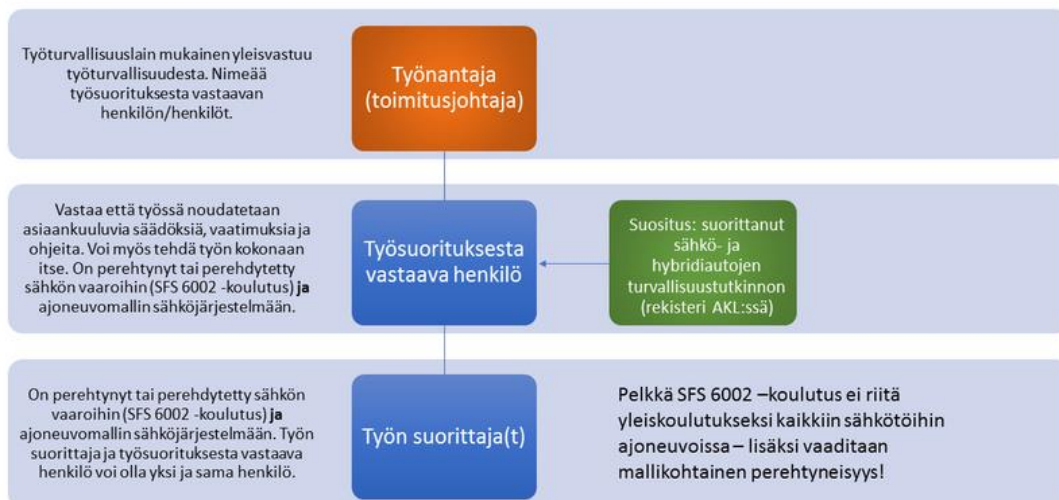 Työturvallisuuslain mukainen yleisvastuu
työturvallisuudesta. Nimeää
työsuorituksesta vastaavan
henkilön/henkilöt.
Työnantaja
(toimitusjohtaja)
Vastaa että työssä noudatetaan
asiaankuuluvia säädöksiä, vaatimuksia ja
ohjeita. Voi myös tehdä työn kokonaan
itse. On perehtynyt tai perehdytetty
sähkön vaaroihin (SFS 6002 -koulutus) ja
ajoneuvomallin sähköjärjestelmään.
Työsuorituksesta
vastaava henkilö
Suositus: suorittanut
sähkö- ja
hybridiautojen
turvallisuustutkinnon
(rekisteri AKL:ssä)
On perehtynyt tai perehdytetty sähkön
vaaroihin (SFS 6002 -koulutus) ja
ajoneuvomallin sähköjärjestelmään. Työn
suorittaja ja työsuorituksesta vastaava
henkilö voi olla yksi ja sama henkilö.
Työn suorittaja(t)
Pelkkä SFS 6002 –koulutus ei riitä
yleiskoulutukseksi kaikkiin sähkötöihin
ajoneuvoissa – lisäksi vaaditaan
mallikohtainen perehtyneisyys!